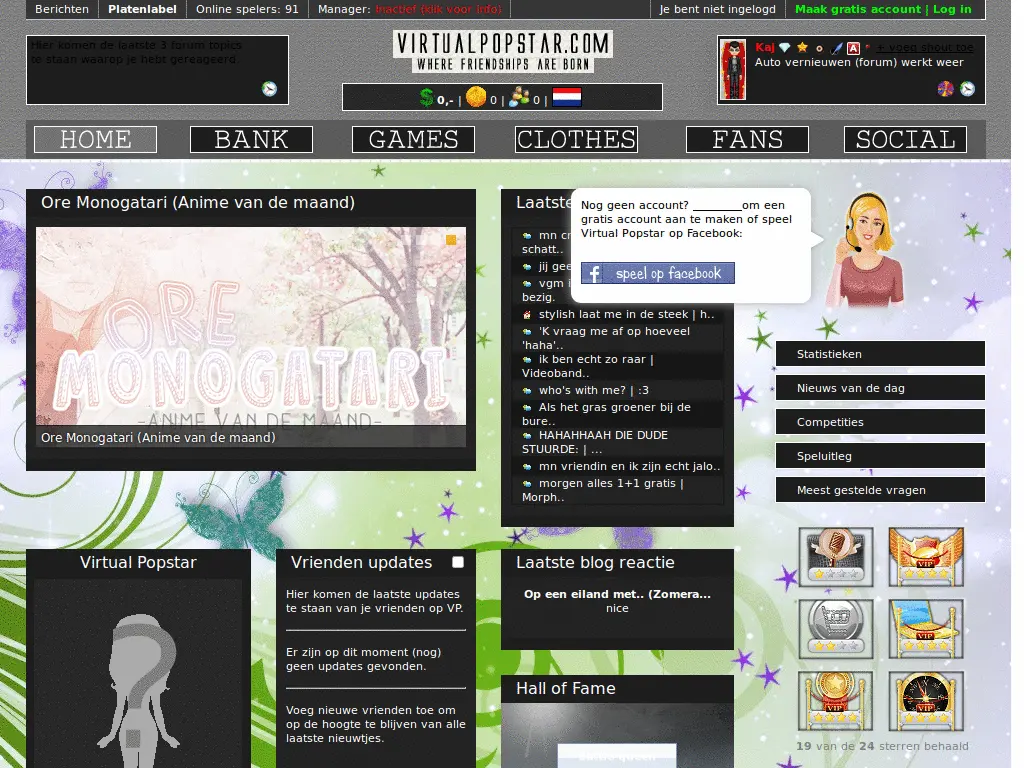 Berichten
Platenlabel
Online spelers: 91
Manager: Inactief (klik voor info)
Je bent niet ingelogd
Maak gratis account | Log in
Hier komen de laatste 3 forum topics
te staan waarop je hebt gereageerd.
VIRTUALPOPSTAR.COM
WHERE FRIENDSHIPS ARE BORN
$ 0,- | 0 | 0 |
Kaj A + voeg shout toe
Auto vernieuwen (forum) werkt weer
HOME
BANK
GAMES
CLOTHES
FANS
SOCIAL
Ore Monogatari (Anime van de maand)
ORE
MONOGATARI
-ANIME VAN DE MAAND-
Ore Monogatari (Anime van de maand)
Laatste
mn
schatt..
jij
vgm
bezig.
stylish laat me in de steek | h..
'K vraag me af op hoeveel
'haha'..
ik ben echt zo raar |
Videoband..
who's with me? | :3
Als het gras groener bij de
bure..
HAHAHHAAH DIE DUDE
STUURDE: | ...
mn vriendin en ik zijn echt jalo..
morgen alles 1+1 gratis |
Morph..
Nog geen account? om een
gratis account aan te maken of speel
Virtual Popstar op Facebook:
f speel op facebook
Statistieken
Nieuws van de dag
Competities
Speluitleg
Meest gestelde vragen
VIP
VIP
VIP
VIP
19 van de 24 sterren behaald
Virtual Popstar
?
Vrienden updates
Hier komen de laatste updates
te staan van je vrienden op VP.
Er zijn op dit moment (nog)
geen updates gevonden.
Voeg nieuwe vrienden toe om
op de hoogte te blijven van alle
laatste nieuwtjes.
Laatste blog reactie
Op een eiland met.. (Zomera...
nice
Hall of Fame